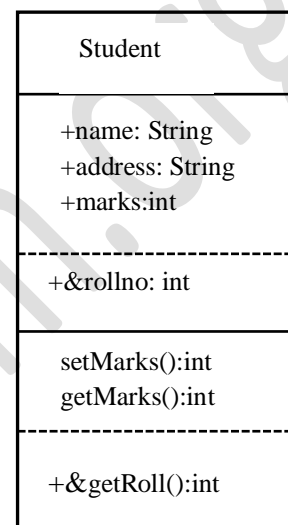 Student
+name: String
+address: String
+marks:int
+&rollno: int
setMarks():int
getMarks():int
+&getRoll():int